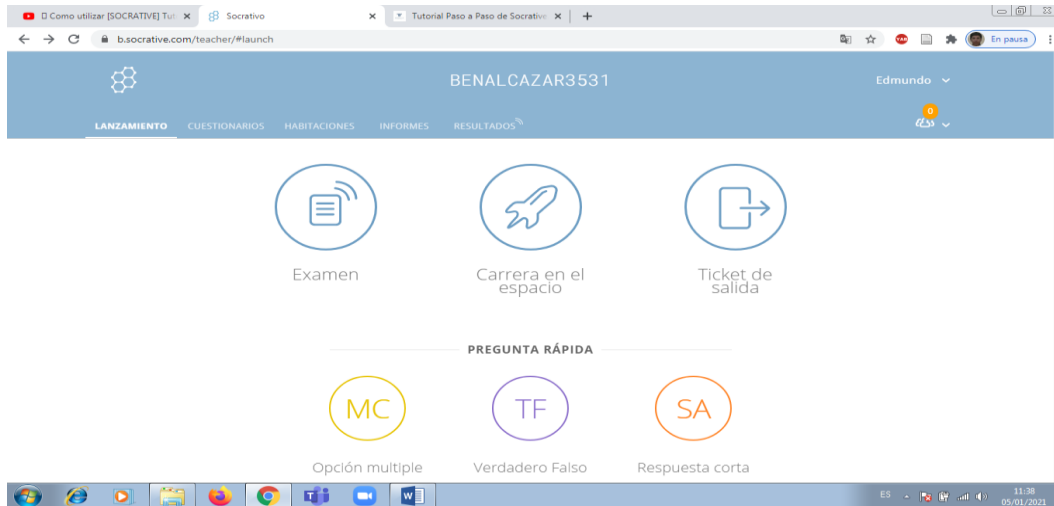 Como utilizar [SOCRATIVE] Tut
Socrativo
Tutorial Paso a Paso de Socrative
b.socrative.com/teacher/#launch
En pausa
BENALCAZAR3531
Edmundo
LANZAMIENTO CUESTIONARIOS HABITACIONES INFORMES RESULTADOS
0
Examen
Carrera en el
espacio
Ticket de
salida
PREGUNTA RÁPIDA
MC
TF
SA
Opción multiple
Verdadero Falso
Respuesta corta
ES
11:38
05/01/2021